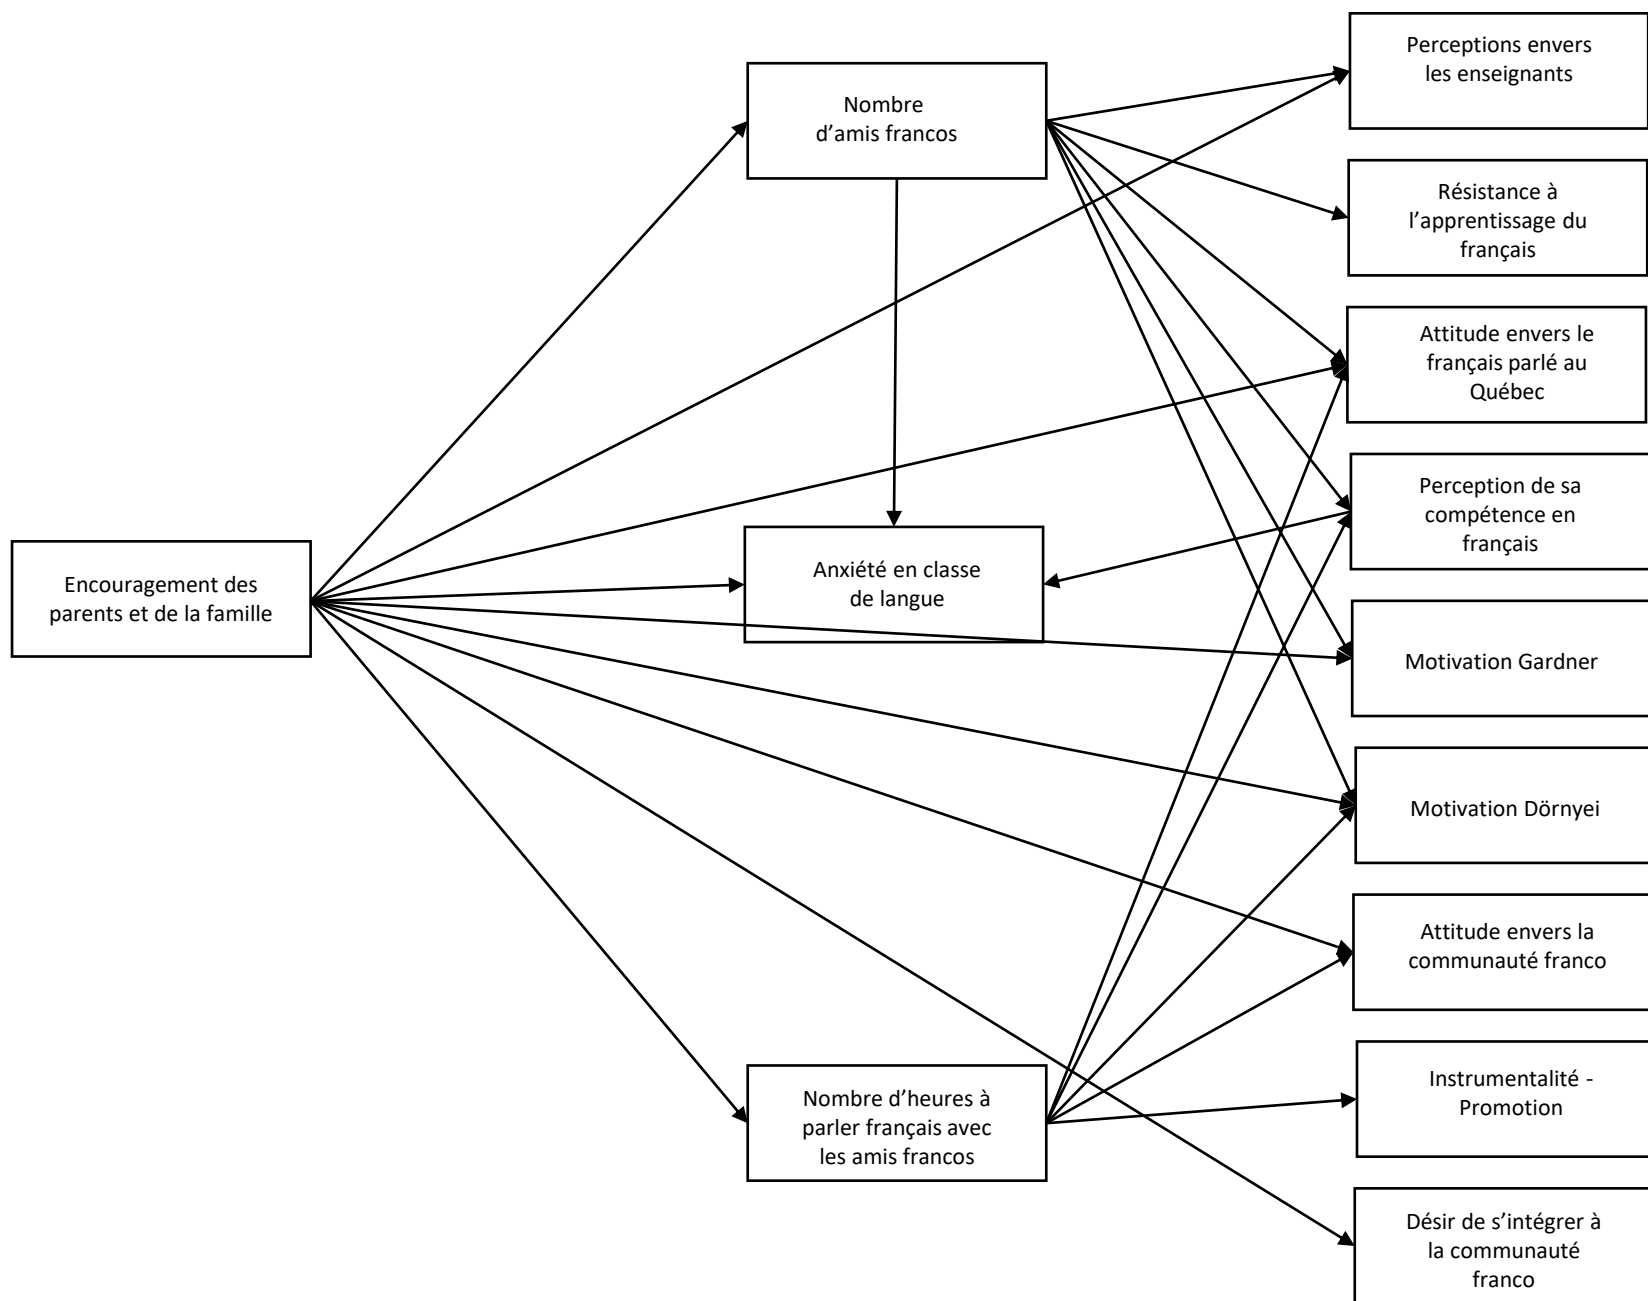 Perceptions envers
les enseignants
Nombre
d’amis francos
Résistance à
l’apprentissage du
français
Attitude envers le
français parlé au
Québec
Perception de sa
compétence en
français
Anxiété en classe
de langue
Encouragement des
parents et de la famille
Motivation Gardner
Motivation Dörnyei
Attitude envers la
communauté franco
Instrumentalité -
Promotion
Nombre d’heures à
parler français avec
les amis francos
Désir de s’intégrer à
la communauté
franco